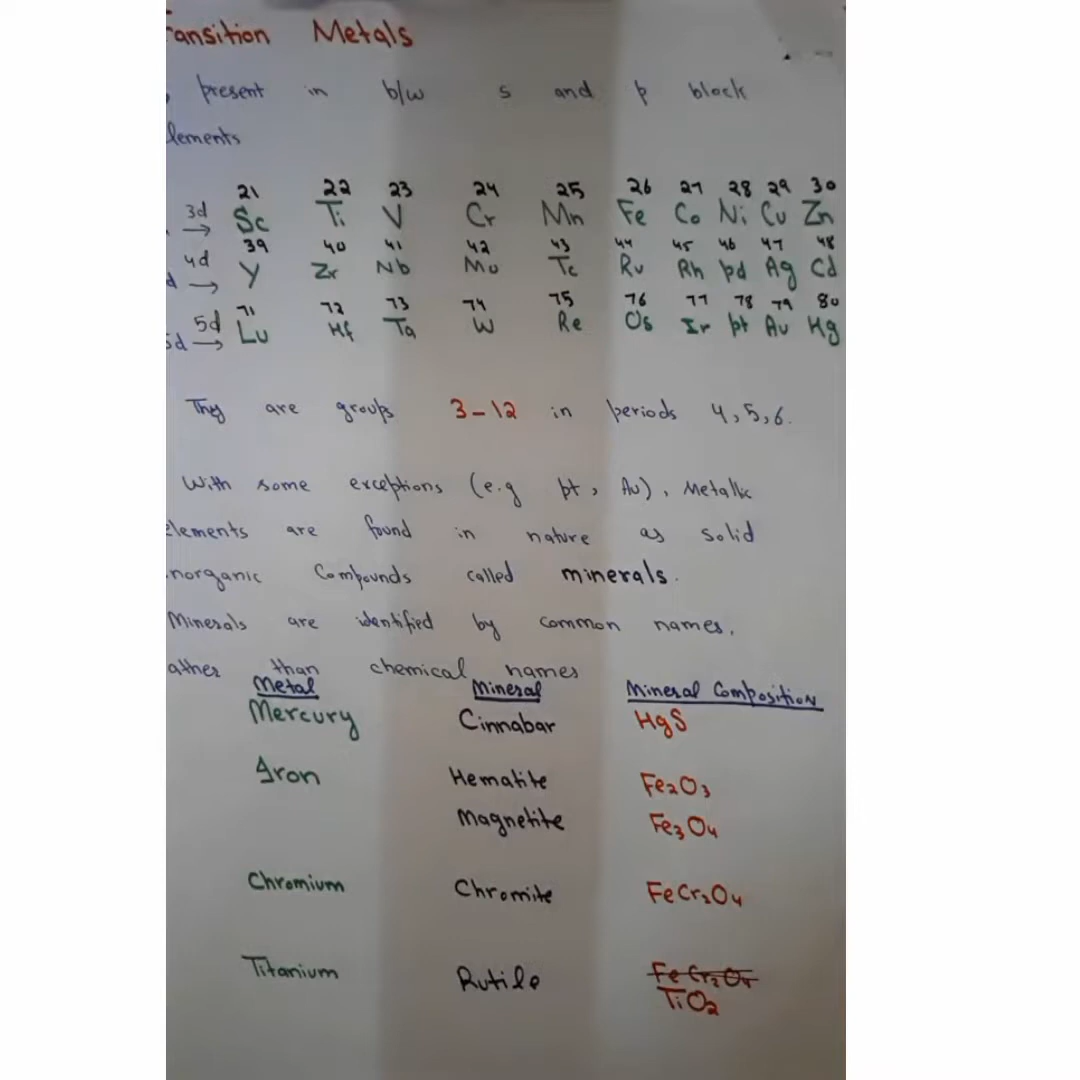 ransition Metals
present in b/w s and p block
lements
21 22 23 24 25 26 27 28 29 30
3d → Sc Ti V Cr Mn Fe Co Ni Cu Zn
39 40 41 42 43 44 45 46 47 48
4d → Y Zr Nb Mo Tc Ru Rh pd Ag Cd
71 72 73 74 75 76 77 78 79 80
5d → Lu Hf Ta W Re Os Ir pt Au Hg
They are groups 3-12 in periods 4,5,6.
With some exceptions (e.g pt, Au), Metallic
elements are found in nature as solid
norganic Compounds called minerals.
Minerals are identified by common names,
ather than chemical names
Metal Mineral Mineral Composition
Mercury Cinnabar HgS
Iron Hematite Fe₂O₃
Magnetite Fe₃O₄
Chromium Chromite FeCr₂O₄
Titanium Rutile FeCr₂O₄
TiO₂